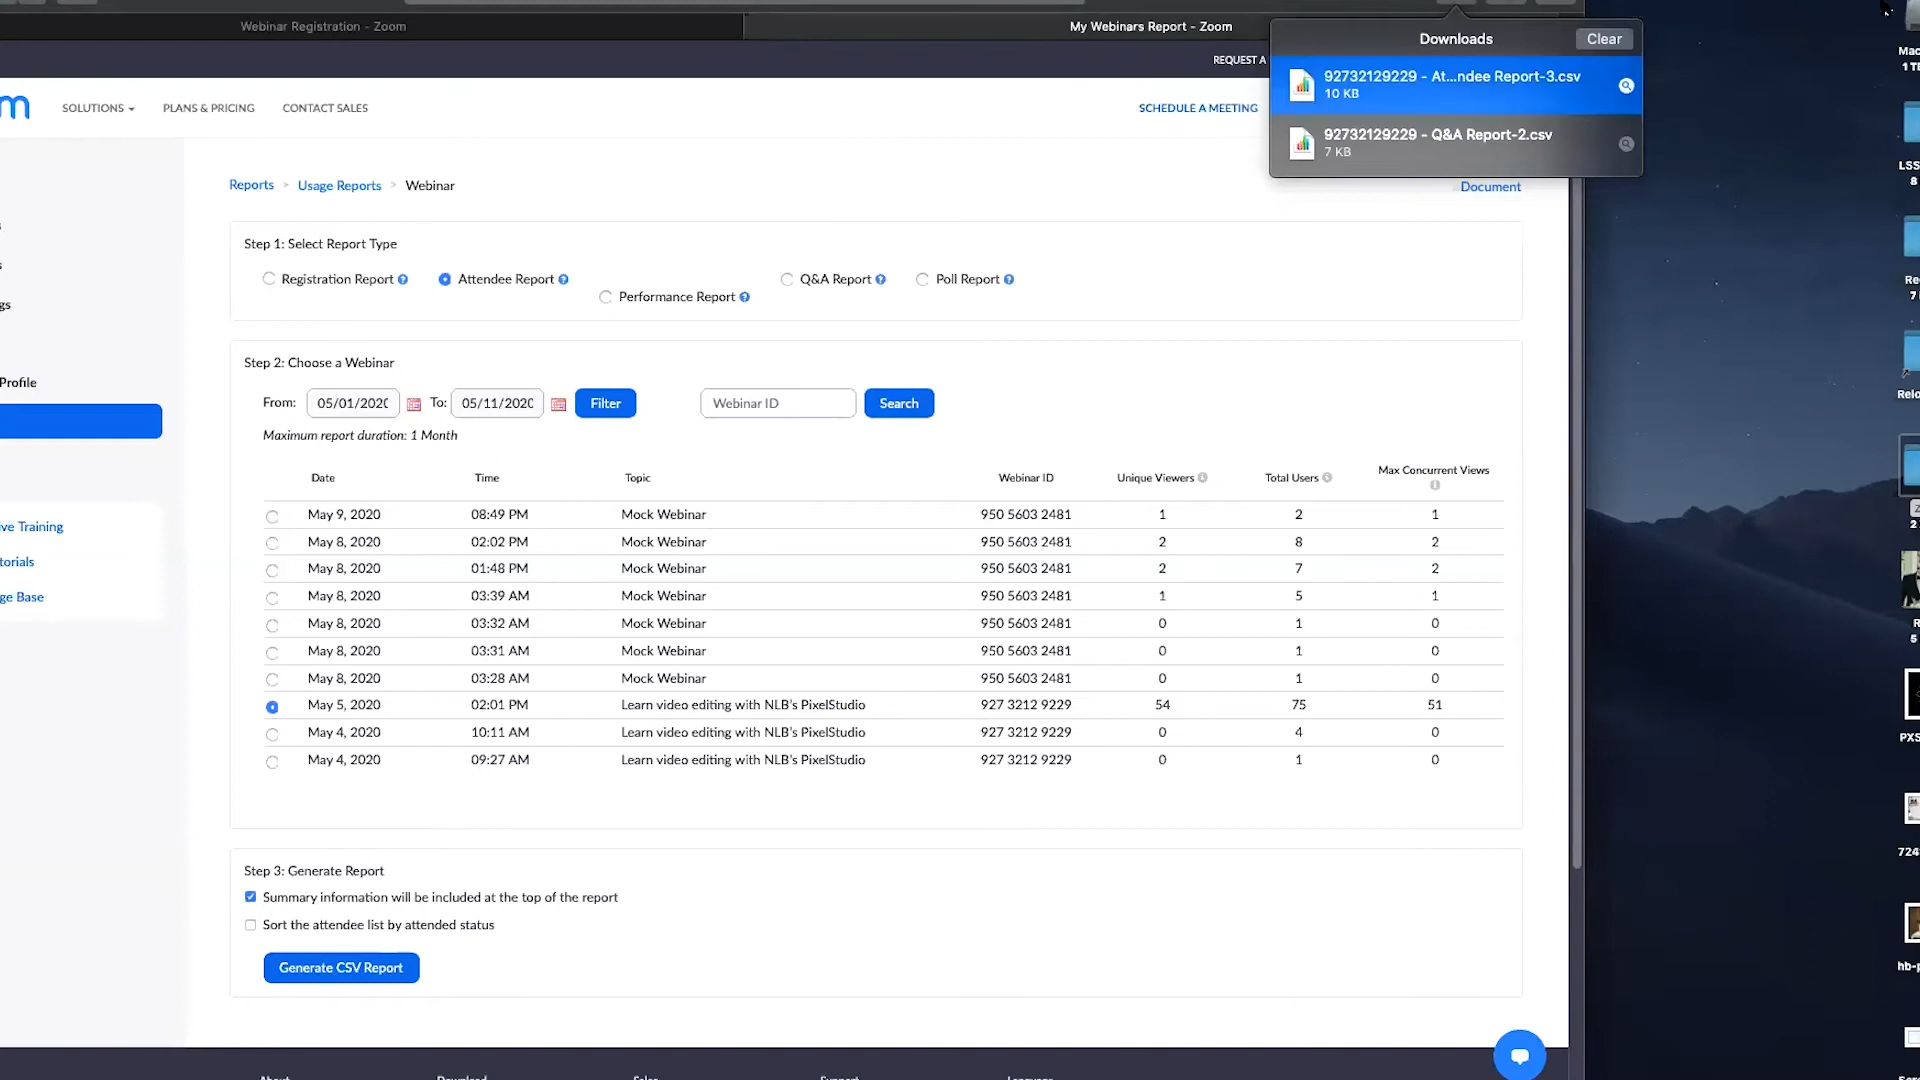 Webinar Registration - Zoom
My Webinars Report - Zoom
Downloads
Clear
92732129229 - At...ndee Report-3.csv
10 KB
92732129229 - Q&A Report-2.csv
7 KB
REQUEST A
SOLUTIONS
PLANS & PRICING
CONTACT SALES
SCHEDULE A MEETING
Reports > Usage Reports > Webinar
Document
Step 1: Select Report Type
Registration Report
Attendee Report
Performance Report
Q&A Report
Poll Report
Step 2: Choose a Webinar
From: 05/01/2020 To: 05/11/2020 Filter Webinar ID Search
Maximum report duration: 1 Month
Date Time Topic Webinar ID Unique Viewers Total Users Max Concurrent Views
May 9, 2020 08:49 PM Mock Webinar 950 5603 2481 1 2 1
May 8, 2020 02:02 PM Mock Webinar 950 5603 2481 2 8 2
May 8, 2020 01:48 PM Mock Webinar 950 5603 2481 2 7 2
May 8, 2020 03:39 AM Mock Webinar 950 5603 2481 1 5 1
May 8, 2020 03:32 AM Mock Webinar 950 5603 2481 0 1 0
May 8, 2020 03:31 AM Mock Webinar 950 5603 2481 0 1 0
May 8, 2020 03:28 AM Mock Webinar 950 5603 2481 0 1 0
May 5, 2020 02:01 PM Learn video editing with NLB's PixelStudio 927 3212 9229 54 75 51
May 4, 2020 10:11 AM Learn video editing with NLB's PixelStudio 927 3212 9229 0 4 0
May 4, 2020 09:27 AM Learn video editing with NLB's PixelStudio 927 3212 9229 0 1 0
Step 3: Generate Report
Summary information will be included at the top of the report
Sort the attendee list by attended status
Generate CSV Report
gs
Profile
ive Training
torials
ge Base
Mac
1 TE
LSS
8
Re
7
Relo
2
R
5
PXS
724
hb-p